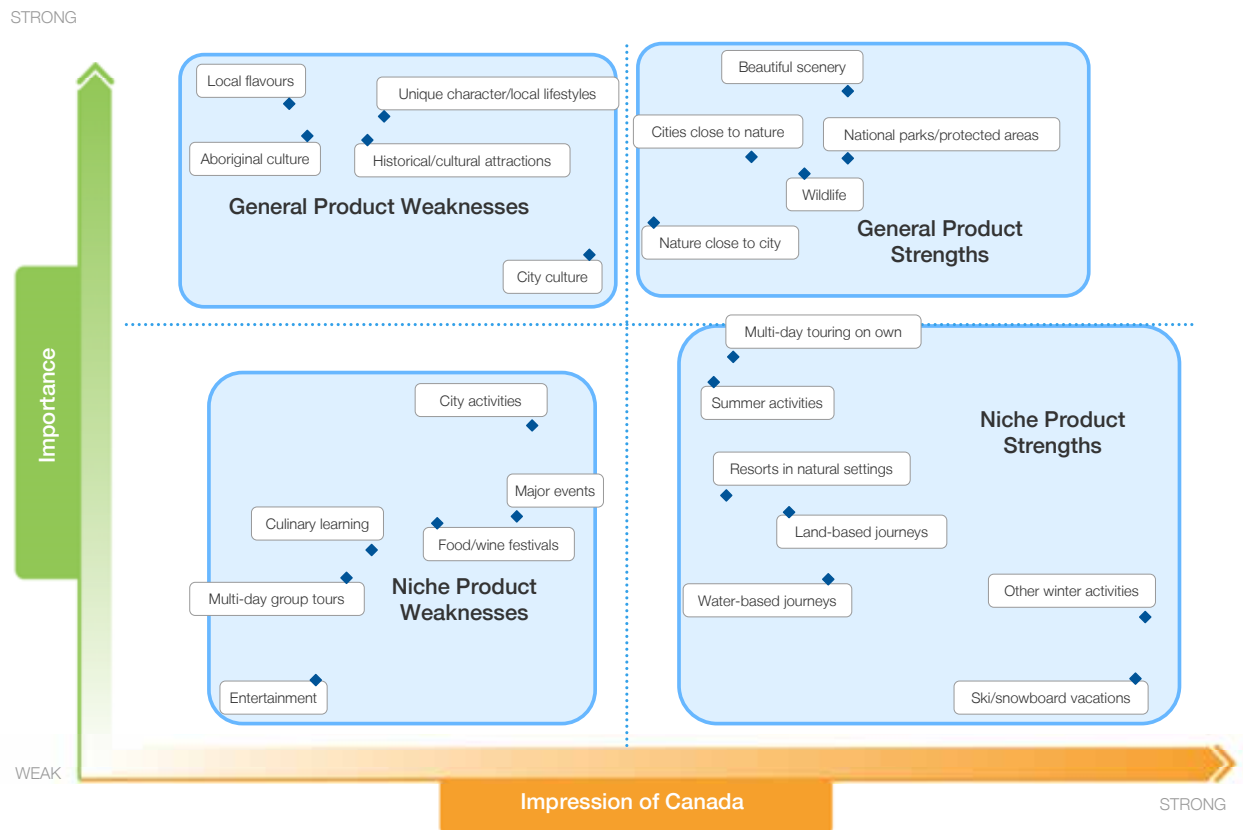 STRONG
Local flavours
Unique character/local lifestyles
Aboriginal culture
Historical/cultural attractions
General Product Weaknesses
City culture
Beautiful scenery
Cities close to nature
National parks/protected areas
Wildlife
Nature close to city
General Product
Strengths
Importance
City activities
Major events
Culinary learning
Food/wine festivals
Multi-day group tours
Niche Product
Weaknesses
Entertainment
Multi-day touring on own
Summer activities
Niche Product
Strengths
Resorts in natural settings
Land-based journeys
Water-based journeys
Other winter activities
Ski/snowboard vacations
WEAK
Impression of Canada
STRONG